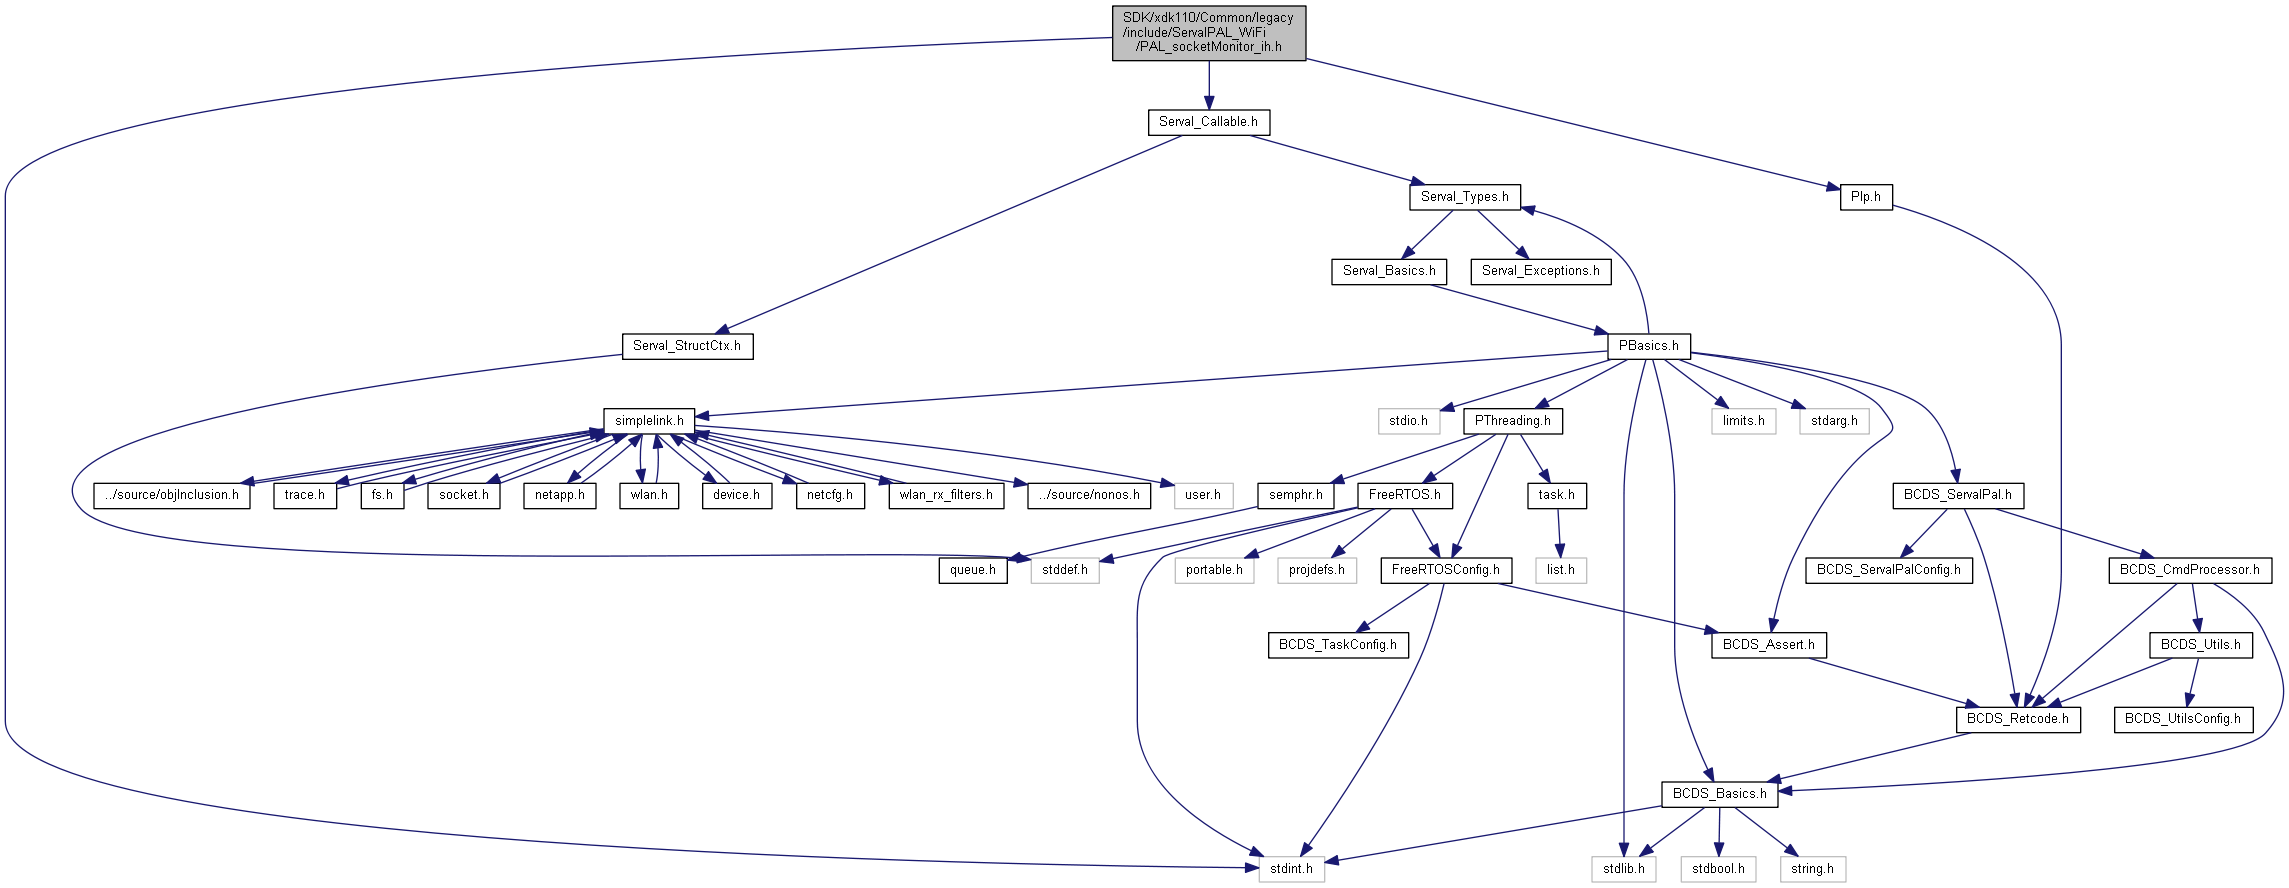 SDK/xdk110/Common/legacy
/include/ServalPAL_WiFi
/PAL_socketMonitor_ih.h
Serval_Callable.h
Serval_Types.h
PIp.h
Serval_Basics.h
Serval_Exceptions.h
Serval_StructCtx.h
PBasics.h
simplelink.h
stdio.h
PThreading.h
limits.h
stdarg.h
../source/objInclusion.h
trace.h
fs.h
socket.h
netapp.h
wlan.h
device.h
netcfg.h
wlan_rx_filters.h
../source/nonos.h
user.h
semphr.h
FreeRTOS.h
task.h
BCDS_ServalPal.h
queue.h
stddef.h
portable.h
projdefs.h
FreeRTOSConfig.h
list.h
BCDS_ServalPalConfig.h
BCDS_CmdProcessor.h
BCDS_TaskConfig.h
BCDS_Assert.h
BCDS_Utils.h
BCDS_Retcode.h
BCDS_UtilsConfig.h
BCDS_Basics.h
stdint.h
stdlib.h
stdbool.h
string.h